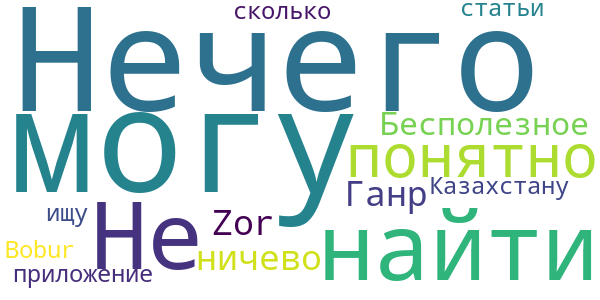 сколько
статьи
Нечего
Бесполезное
могу
понятно
Ганр
Казахстану
ищу
Не
Zor
Bobur
ничево
найти
приложение